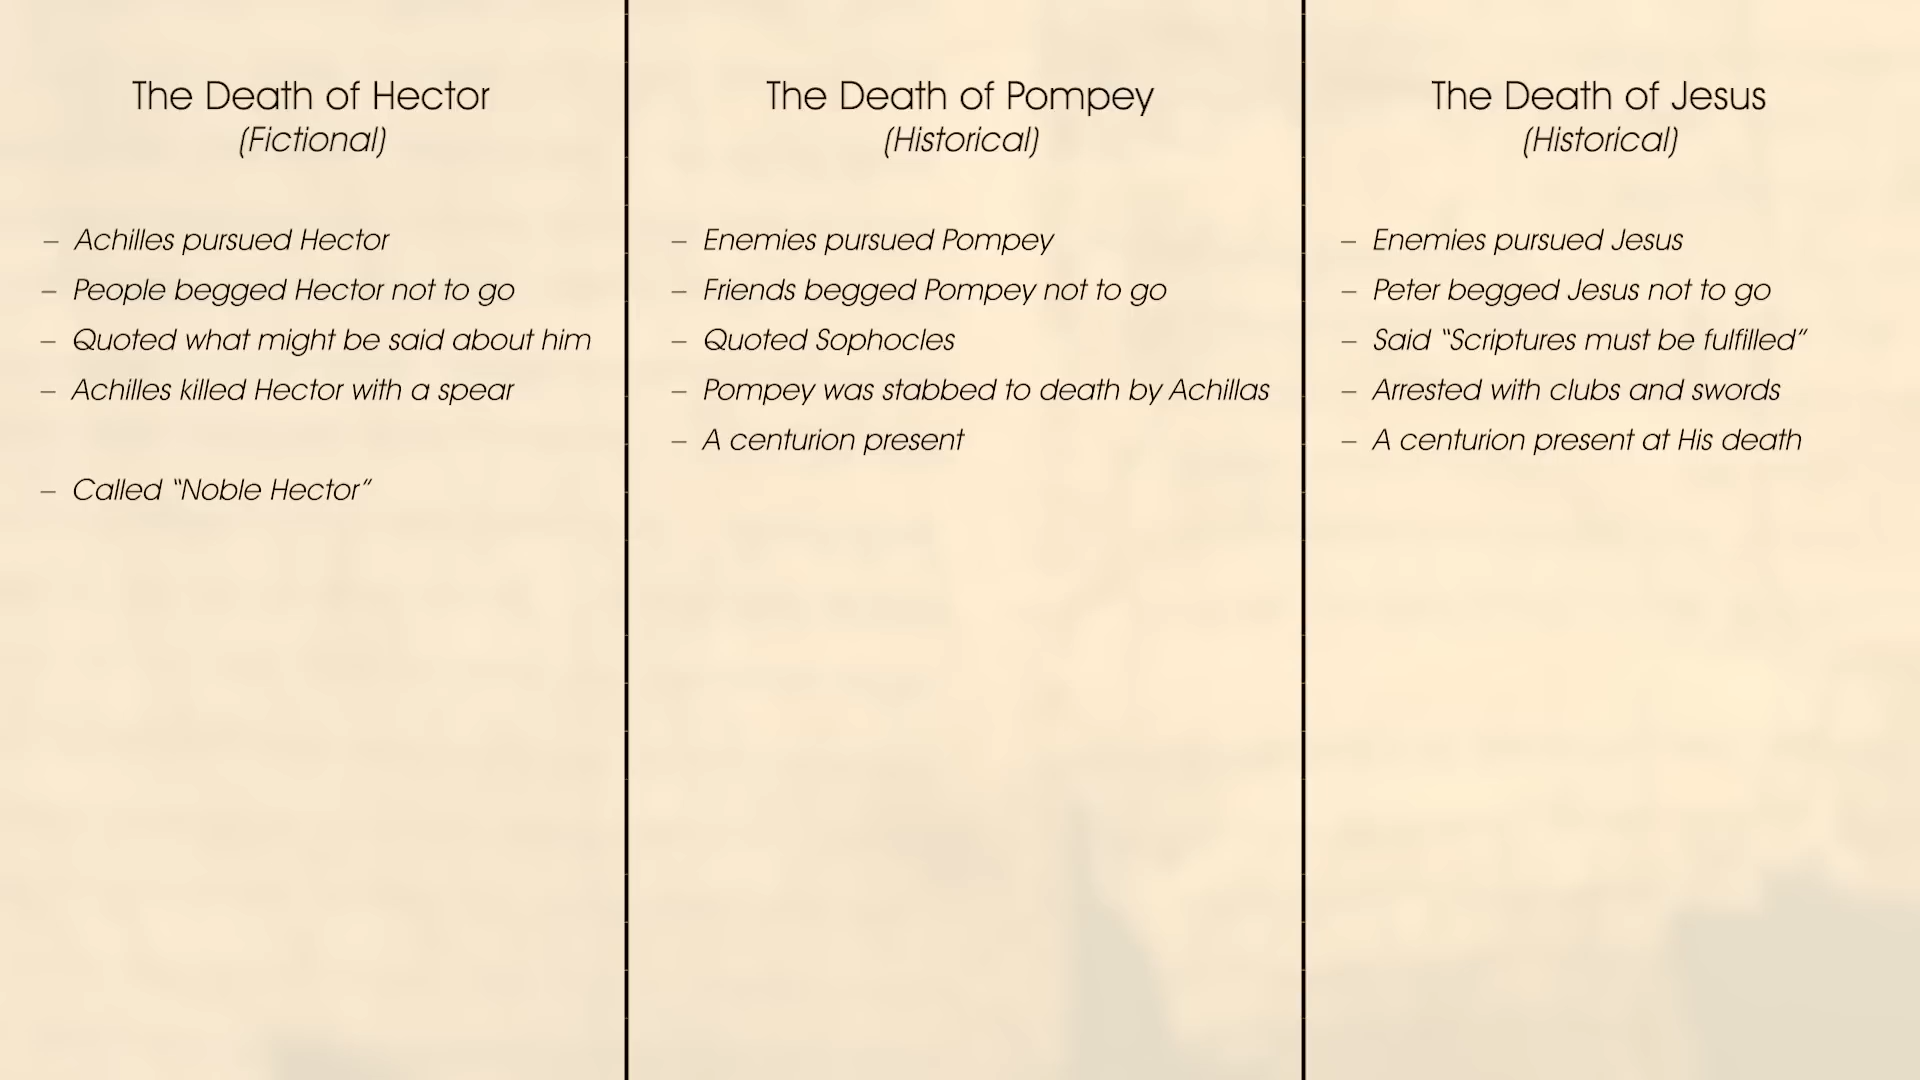 The Death of Hector
(Fictional)
– Achilles pursued Hector
– People begged Hector not to go
– Quoted what might be said about him
– Achilles killed Hector with a spear
– Called “Noble Hector”
The Death of Pompey
(Historical)
– Enemies pursued Pompey
– Friends begged Pompey not to go
– Quoted Sophocles
– Pompey was stabbed to death by Achillas
– A centurion present
The Death of Jesus
(Historical)
– Enemies pursued Jesus
– Peter begged Jesus not to go
– Said “Scriptures must be fulfilled”
– Arrested with clubs and swords
– A centurion present at His death